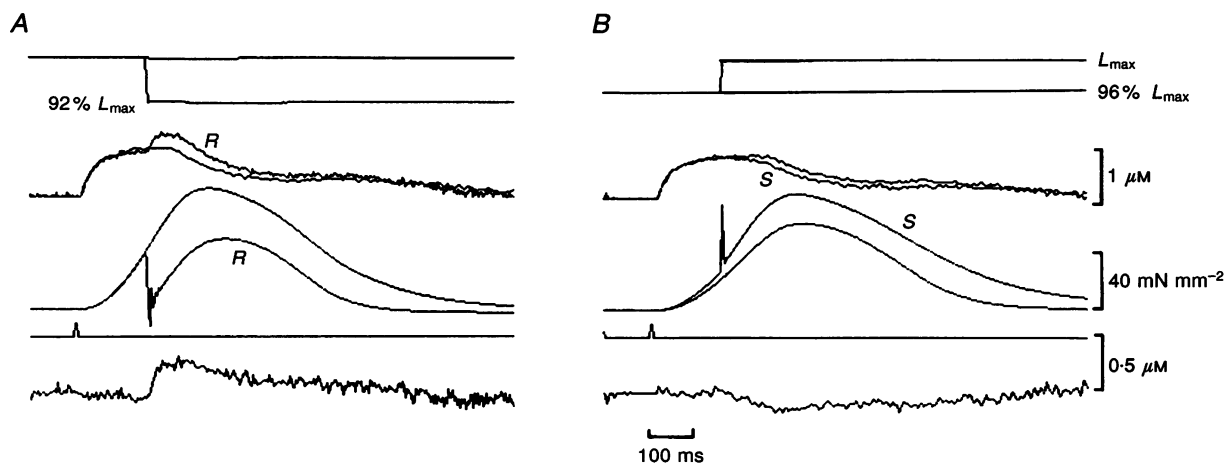 A
B
92% Lmax
Lmax
96% Lmax
R
S
1 μM
S
R
40 mN mm⁻²
0·5 μM
100 ms